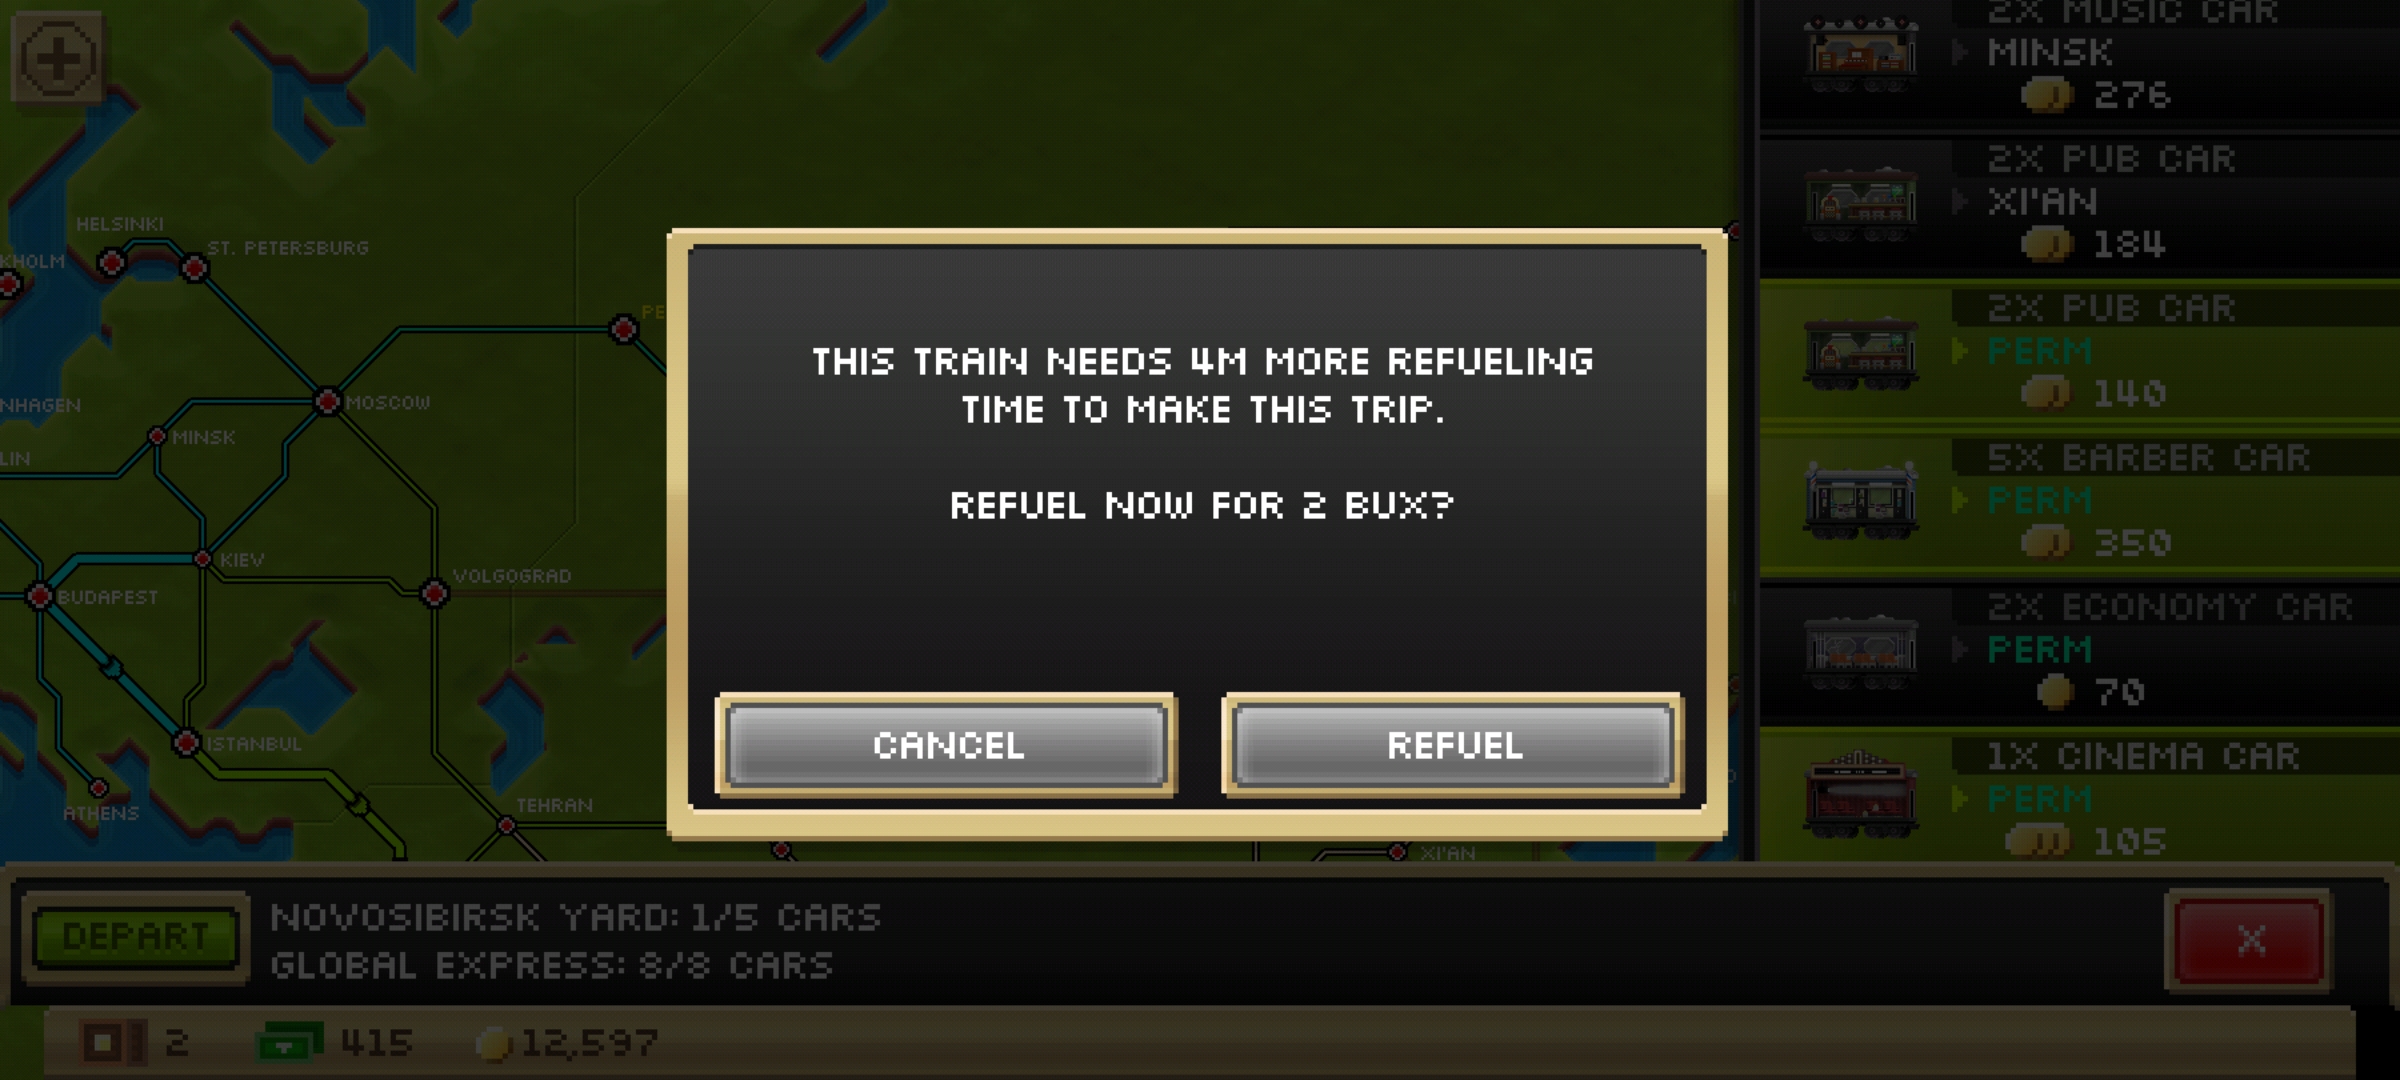 2X MUSIC CAR
MINSK
276
2X PUB CAR
XI'AN
184
2X PUB CAR
PERM
140
5X BARBER CAR
PERM
350
2X ECONOMY CAR
PERM
70
1X CINEMA CAR
PERM
105
HELSINKI
ST. PETERSBURG
KHOLM
PE
NHAGEN
MOSCOW
MINSK
LIN
KIEV
VOLGOGRAD
BUDAPEST
ISTANBUL
ATHENS
TEHRAN
XI'AN
THIS TRAIN NEEDS 4M MORE REFUELING
TIME TO MAKE THIS TRIP.
REFUEL NOW FOR 2 BUX?
CANCEL
REFUEL
DEPART
NOVOSIBIRSK YARD: 1/5 CARS
GLOBAL EXPRESS: 8/8 CARS
X
2
415
12,597